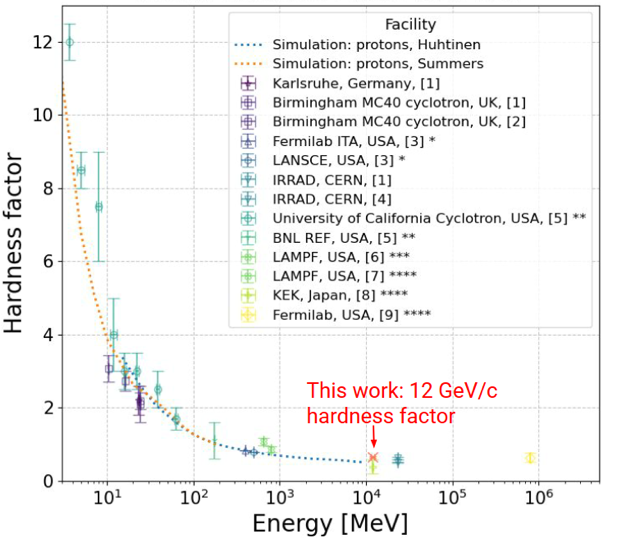 Hardness factor
12
10
8
6
4
2
0
Facility
Simulation: protons, Huhtinen
Simulation: protons, Summers
Karlsruhe, Germany, [1]
Birmingham MC40 cyclotron, UK, [1]
Birmingham MC40 cyclotron, UK, [2]
Fermilab ITA, USA, [3] *
LANSCE, USA, [3] *
IRRAD, CERN, [1]
IRRAD, CERN, [4]
University of California Cyclotron, USA, [5] **
BNL REF, USA, [5] **
LAMPF, USA, [6] ***
LAMPF, USA, [7] ****
KEK, Japan, [8] ****
Fermilab, USA, [9] ****
This work: 12 GeV/c
hardness factor
10¹ 10² 10³ 10⁴ 10⁵ 10⁶
Energy [MeV]